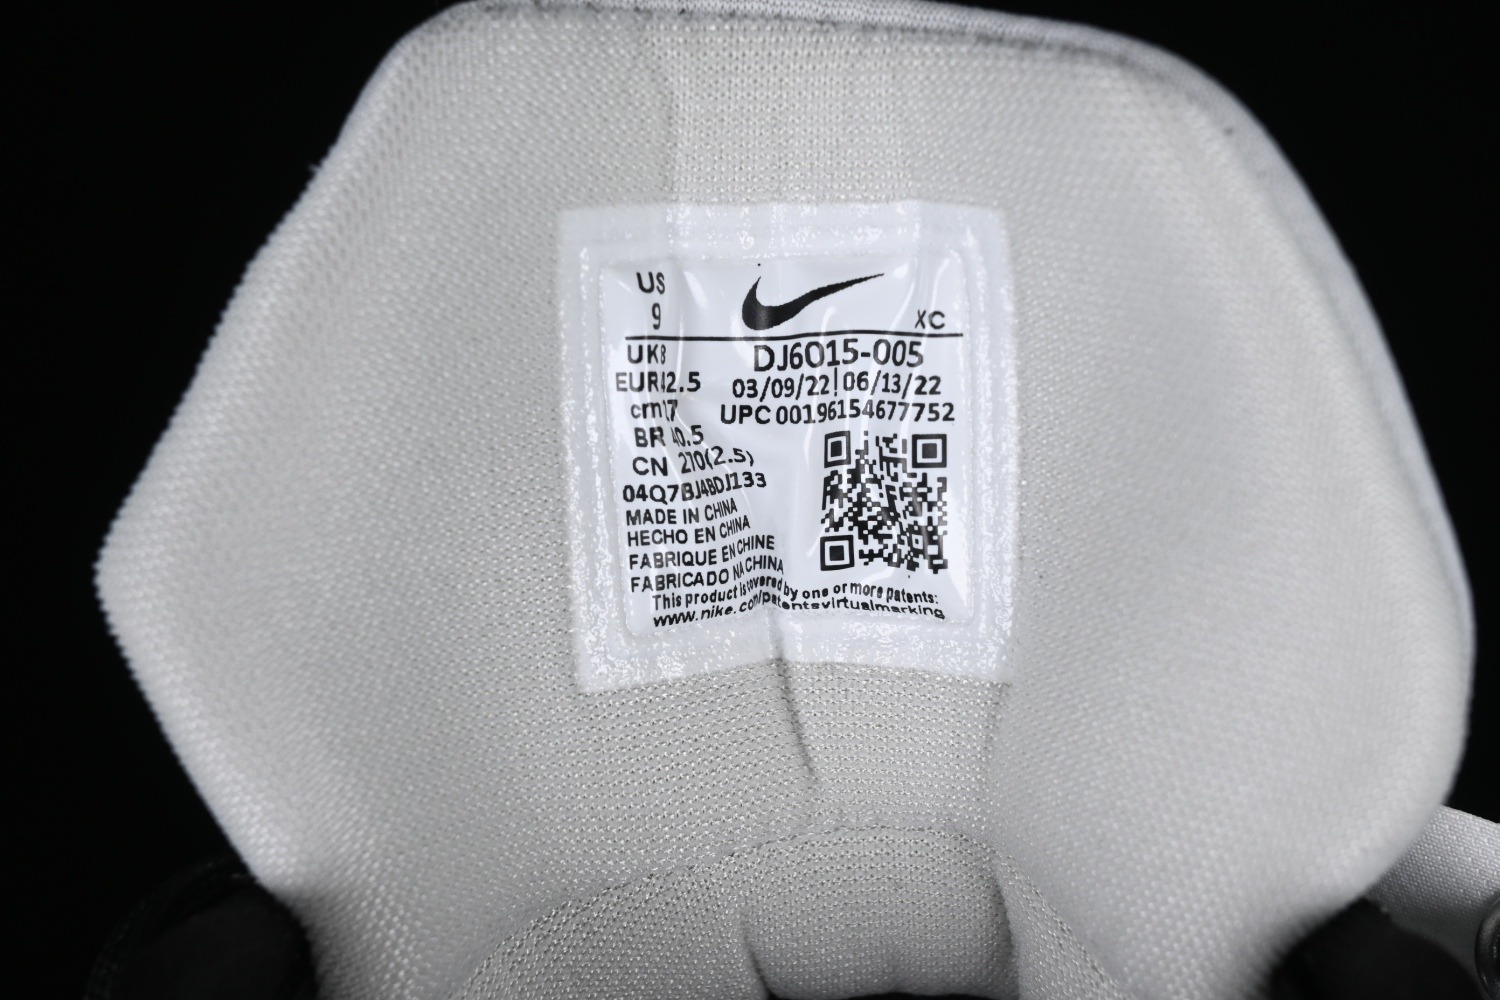 US
9
XC
UK8 DJ6015-005
EUR42.5 03/09/22|06/13/22
UPC 00196154677752
BR 40.5
CN 270(2.5)
04Q7BJ4BDJ133
MADE IN CHINA
HECHO EN CHINA
FABRIQUE EN CHINE
FABRICADO NA CHINA
This product is covered by one or more patents:
www.nike.com/patentsvirtualmarking